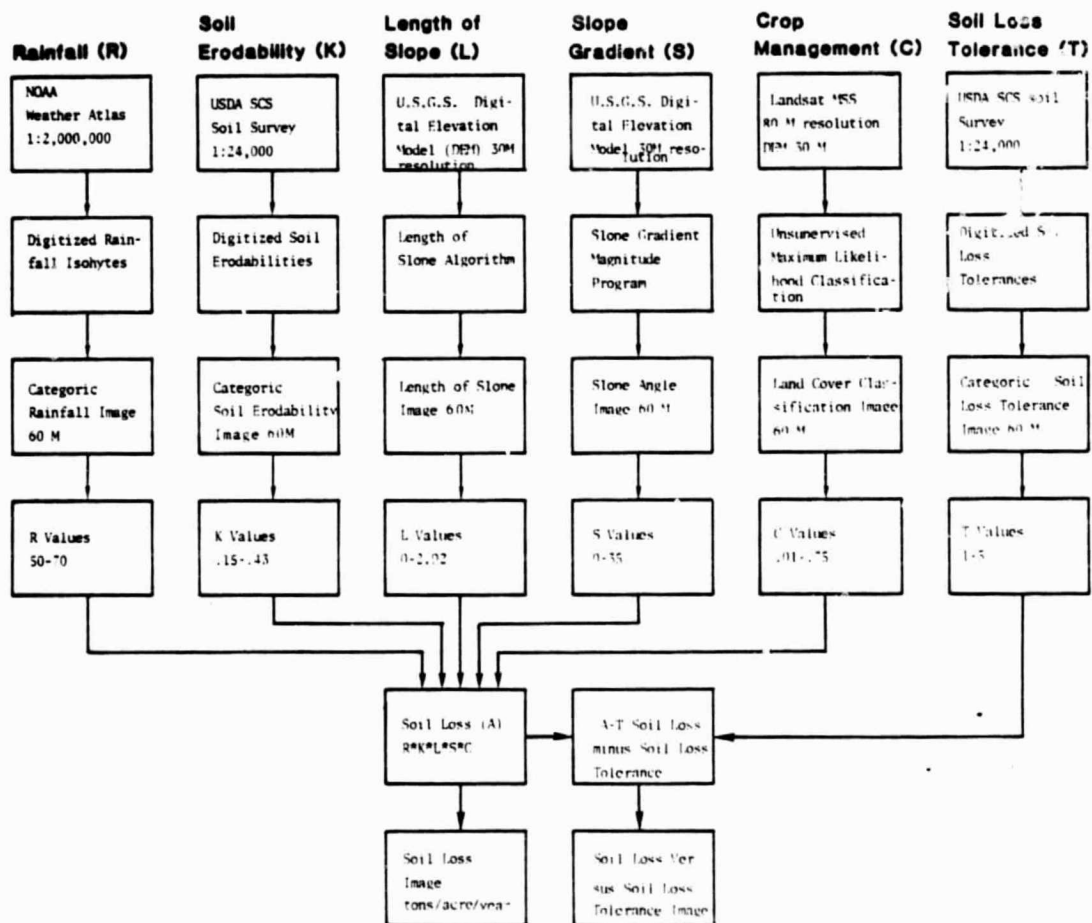 Rainfall (R)
Soil
Erodability (K)
Length of
Slope (L)
Slope
Gradient (S)
Crop
Management (C)
Soil Loss
Tolerance (T)
NOAA
Weather Atlas
1:2,000,000
USDA SCS
Soil Survey
1:24,000
U.S.G.S. Digi-
tal Elevation
Model (DEM) 30M
resolution
U.S.G.S. Digi-
tal Elevation
Model 30M reso-
lution
Landsat MSS
80 M resolution
DEM 30 M
USDA SCS soil
Survey
1:24,000
Digitized Rain-
fall Isohytes
Digitized Soil
Erodabilities
Length of
Slope Algorithm
Slope Gradient
Magnitude
Program
Unsupervised
Maximum Likeli-
hood Classifica-
tion
Digitized
Loss
Tolerances
Categoric
Rainfall Image
60 M
Categoric
Soil Erodability
Image 60M
Length of Slope
Image 60M
Slope Angle
Image 60 M
Land Cover Clas-
sification Image
60 M
Categoric Soil
Loss Tolerance
Image 60 M
R Values
50-70
K Values
.15-.43
L Values
0-2.92
S Values
0-35
C Values
.01-.75
T Values
1-5
Soil Loss (A)
R*K*L*S*C
A-T Soil Loss
minus Soil Loss
Tolerance
Soil Loss
Image
tons/acre/year
Soil Loss Ver
sus Soil Loss
Tolerance Image